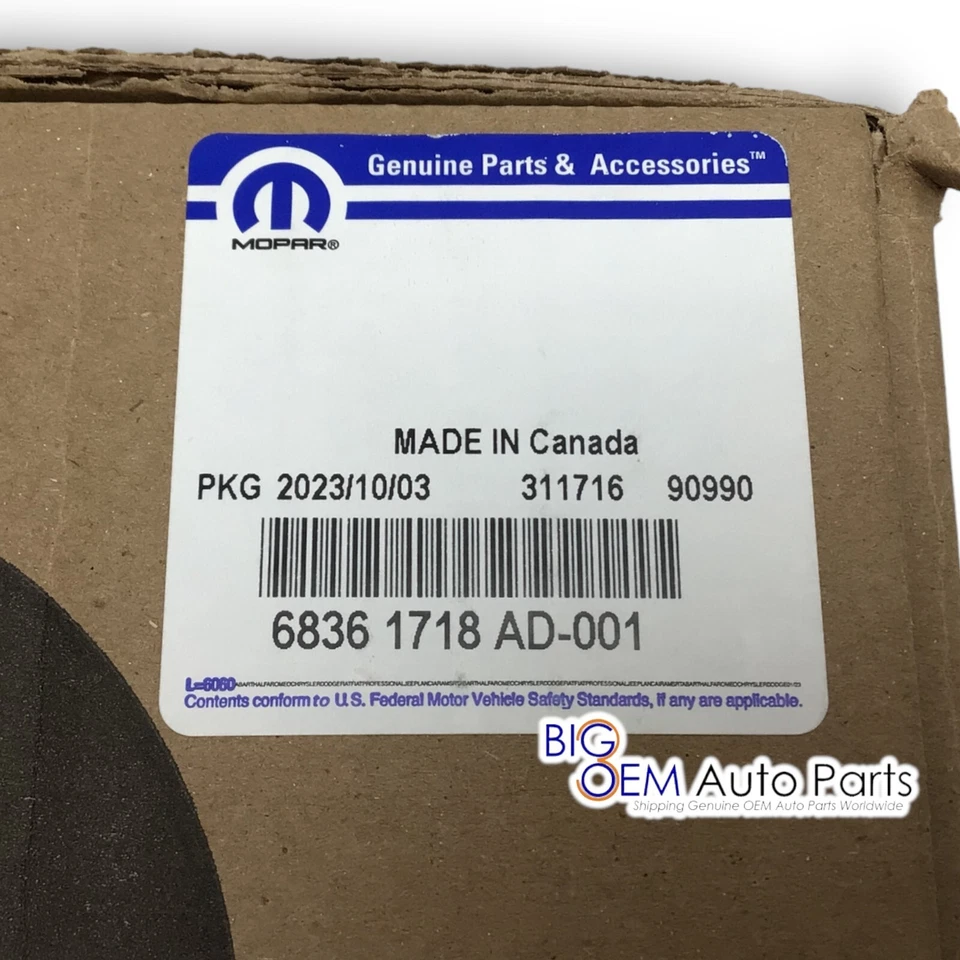 Genuine Parts & Accessories™
MOPAR®
MADE IN Canada
PKG 2023/10/03 311716 90990
6836 1718 AD-001
L=6060
Contents conform to U.S. Federal Motor Vehicle Safety Standards, if any are applicable.
BIG
OEM Auto Parts
Shipping Genuine OEM Auto Parts Worldwide